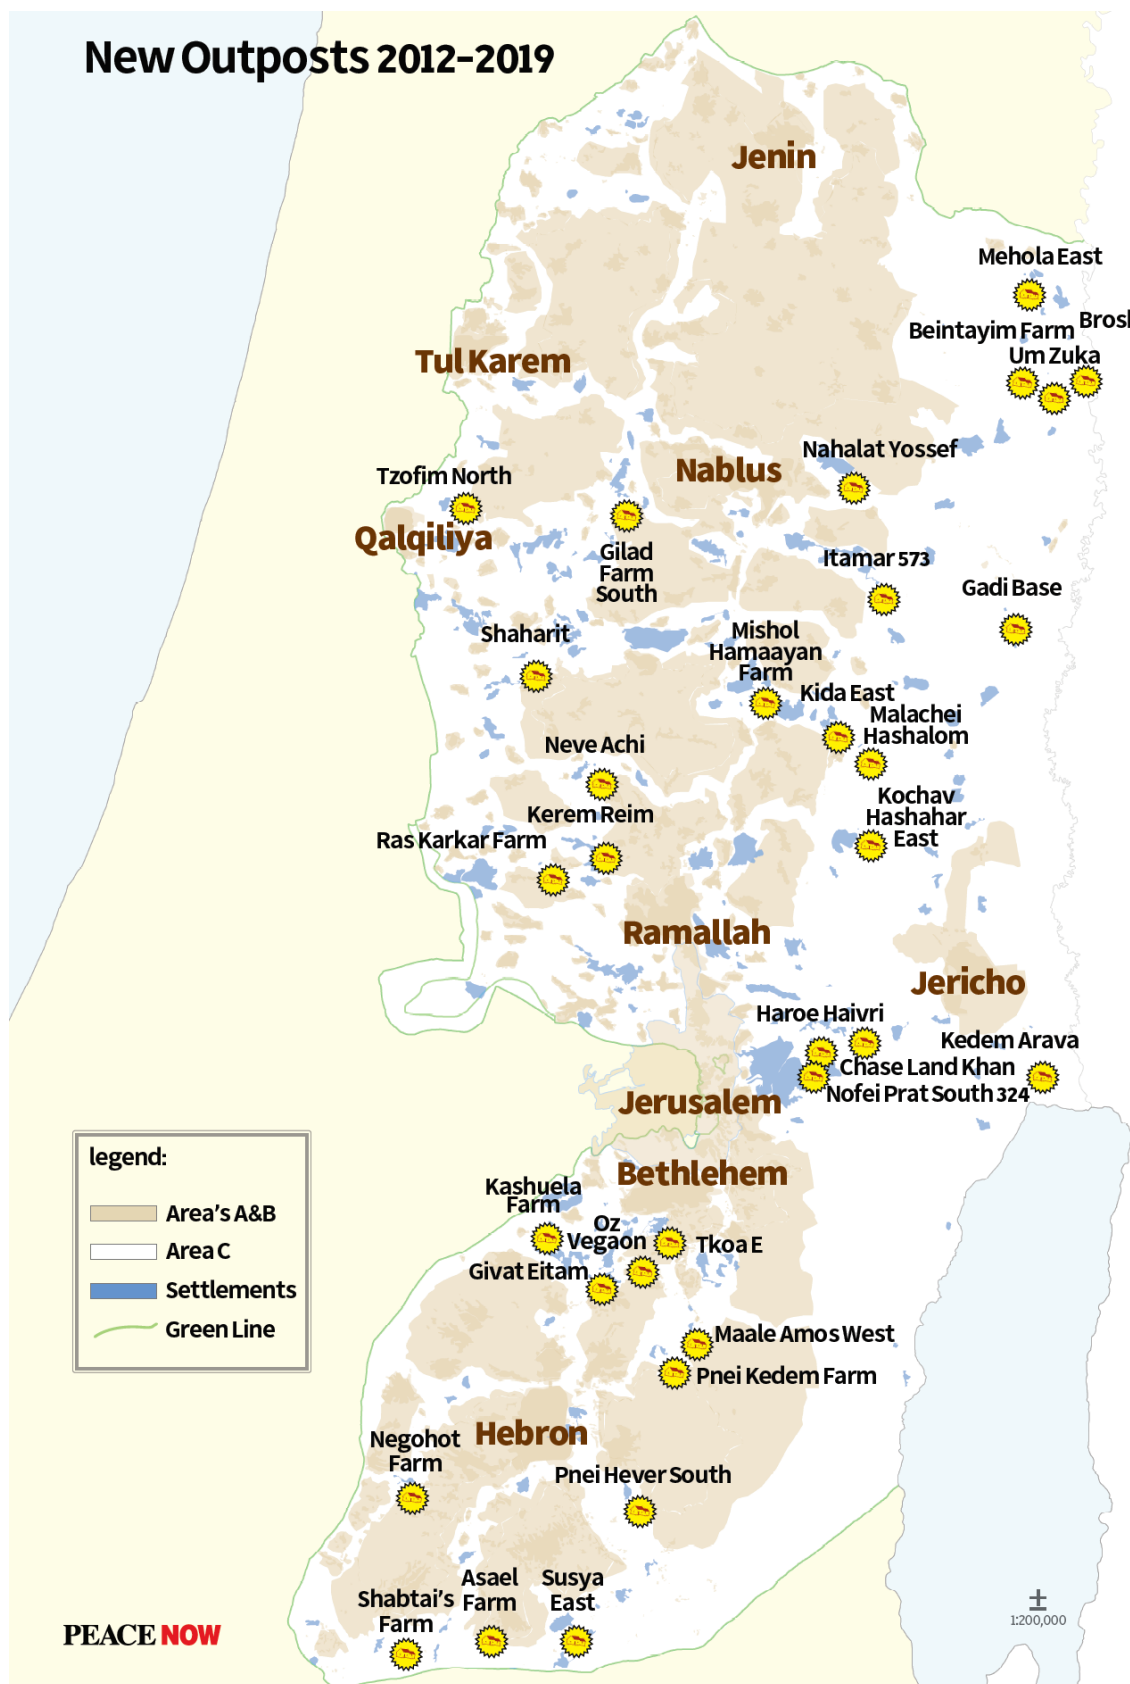 New Outposts 2012-2019
Jenin
Mehola East
Beintayim Farm
Um Zuka
Tul Karem
Nahalat Yossef
Nablus
Tzofim North
Qalqiliya
Gilad
Farm
South
Itamar 573
Gadi Base
Shaharit
Mishol
Hamaayan
Farm
Kida East
Malachei
Hashalom
Neve Achi
Kerem Reim
Kochav
Hashahar
East
Ras Karkar Farm
Ramallah
Jericho
Haroe Haivri
Kedem Arava
Chase Land Khan
Nofei Prat South 324
Jerusalem
Bethlehem
Kashuela
Farm
Oz
Vegaon
Tkoa E
Givat Eitam
Maale Amos West
Pnei Kedem Farm
Hebron
Negohot
Farm
Pnei Hever South
Asael
Farm
Susya
East
Shabtai's
Farm
legend:
Area's A&B
Area C
Settlements
Green Line
PEACE NOW
±
1:200,000